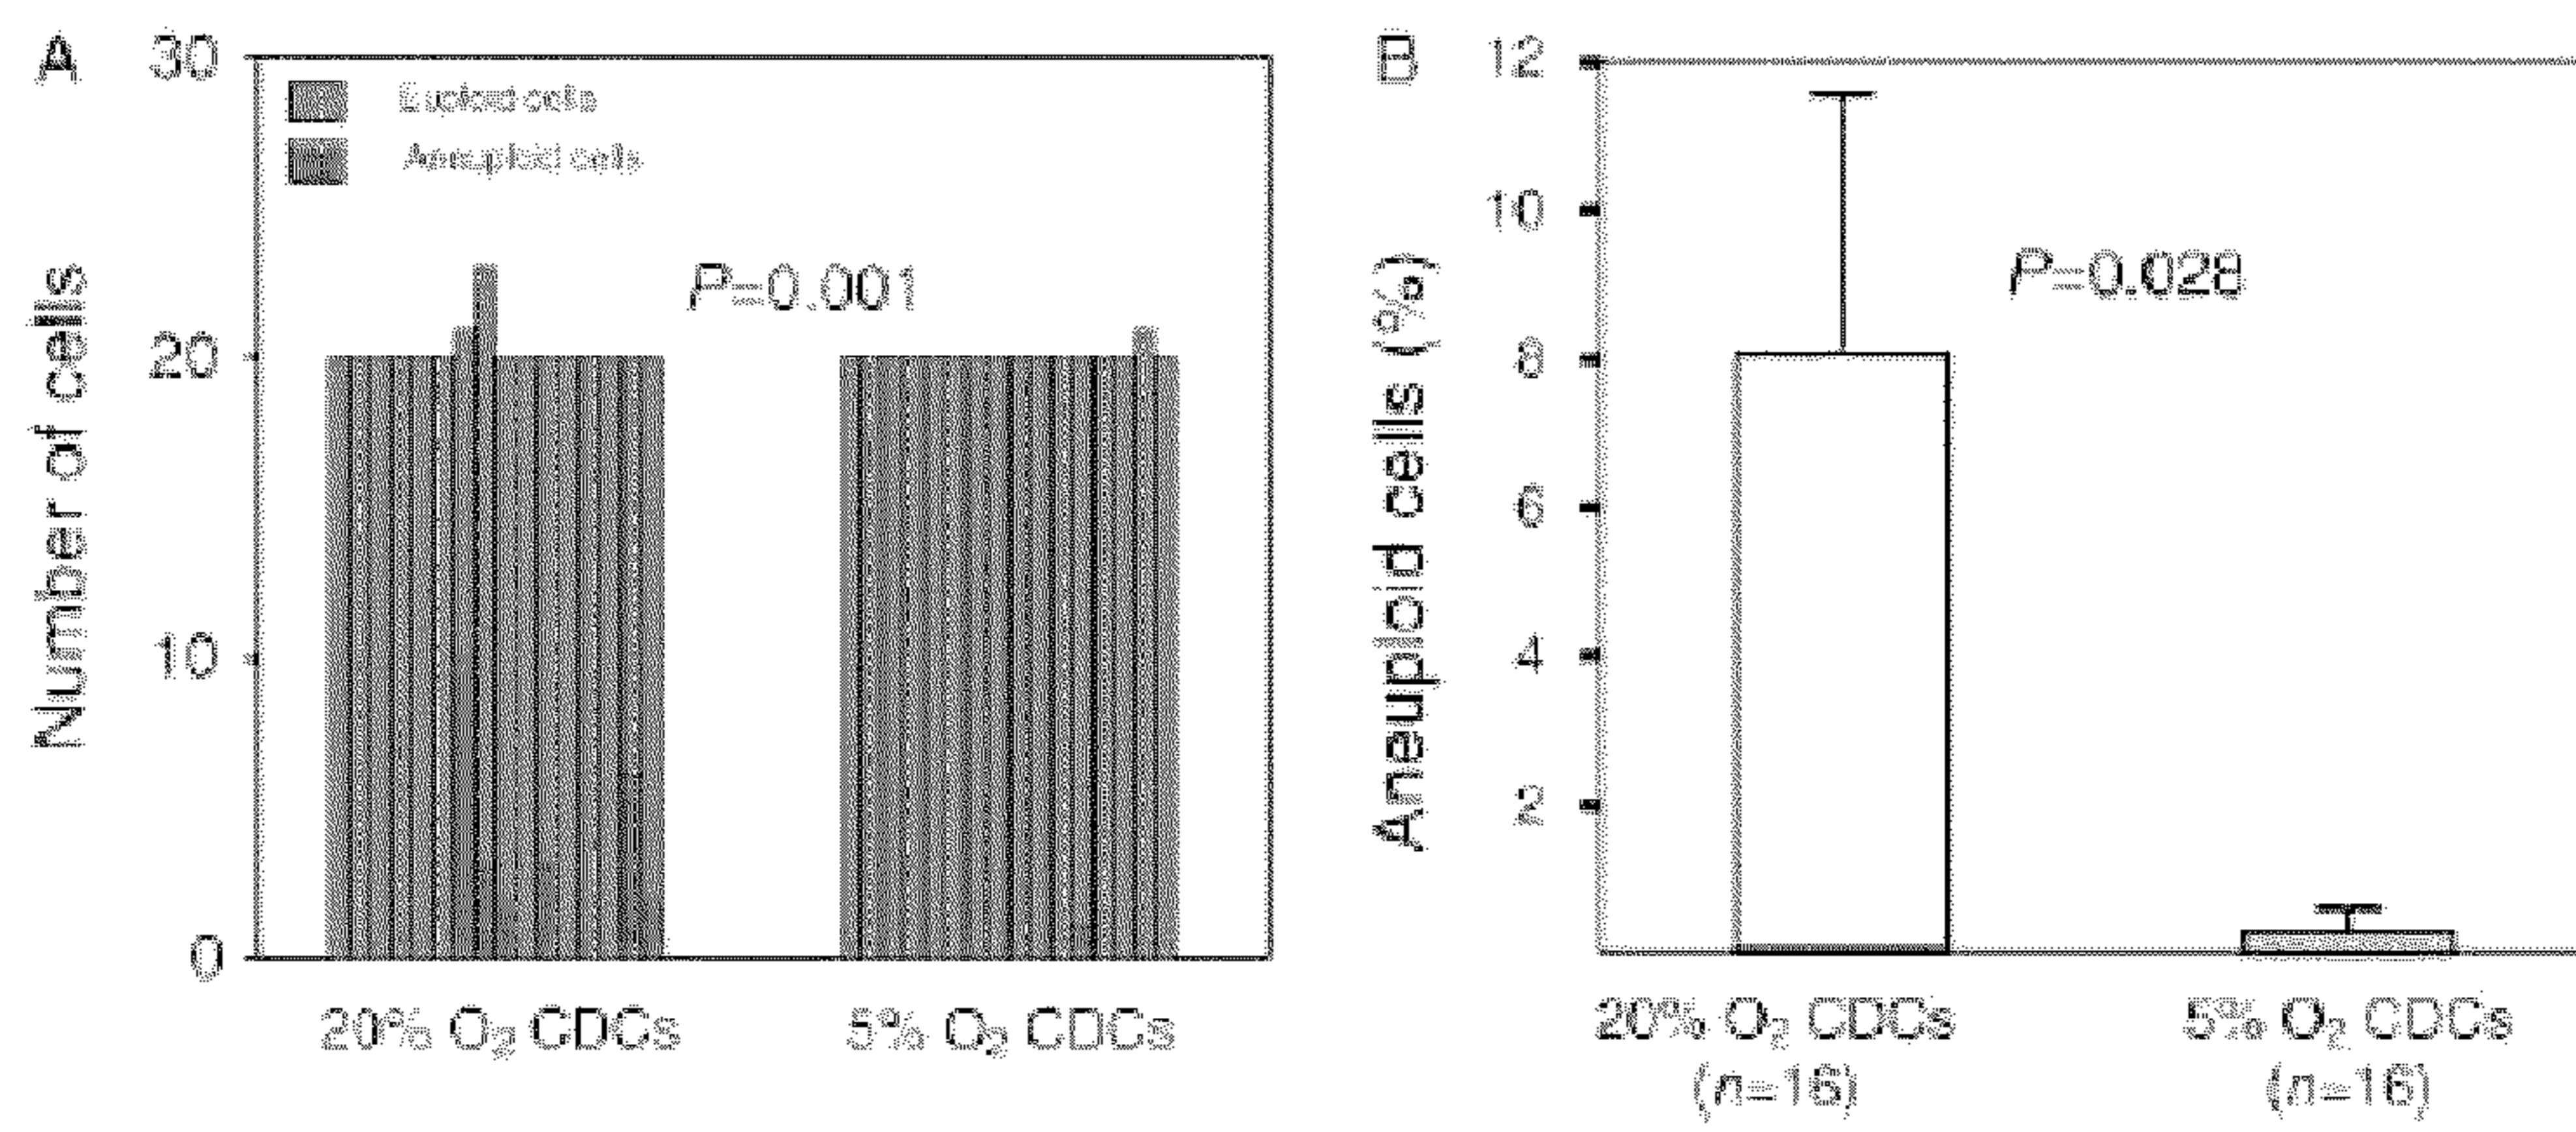 A
30
20
10
0
Number of cells
Euploid cells
Aneuploid cells
P=0.001
20% O₂ CDCs
5% O₂ CDCs
B
12
10
8
6
4
2
Aneuploid cells (%)
P=0.028
20% O₂ CDCs
(n=16)
5% O₂ CDCs
(n=16)